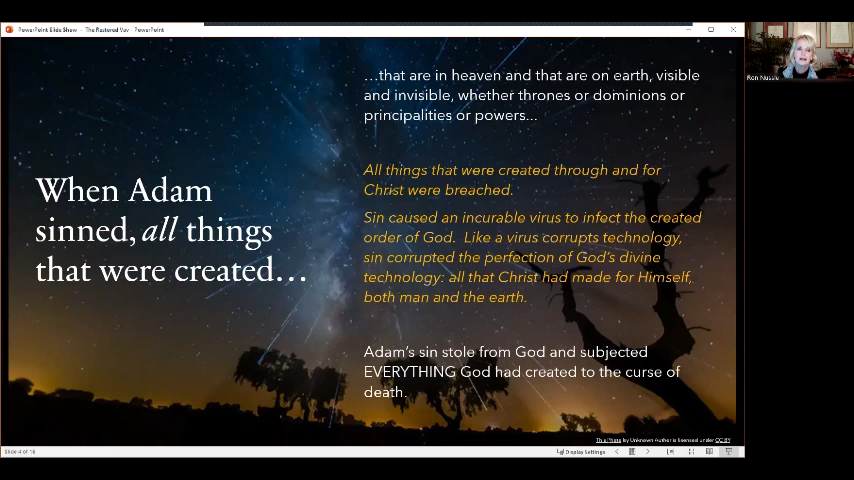 PowerPoint Slide Show - The Restored Vav - PowerPoint
Ron Nussle
…that are in heaven and that are on earth, visible
and invisible, whether thrones or dominions or
principalities or powers...
When Adam
sinned, all things
that were created…
All things that were created through and for
Christ were breached.
Sin caused an incurable virus to infect the created
order of God.  Like a virus corrupts technology,
sin corrupted the perfection of God's divine
technology: all that Christ had made for Himself,
both man and the earth.
Adam's sin stole from God and subjected
EVERYTHING God had created to the curse of
death.
This Photo by Unknown Author is licensed under CC BY
Slide 4 of 16
Display Settings